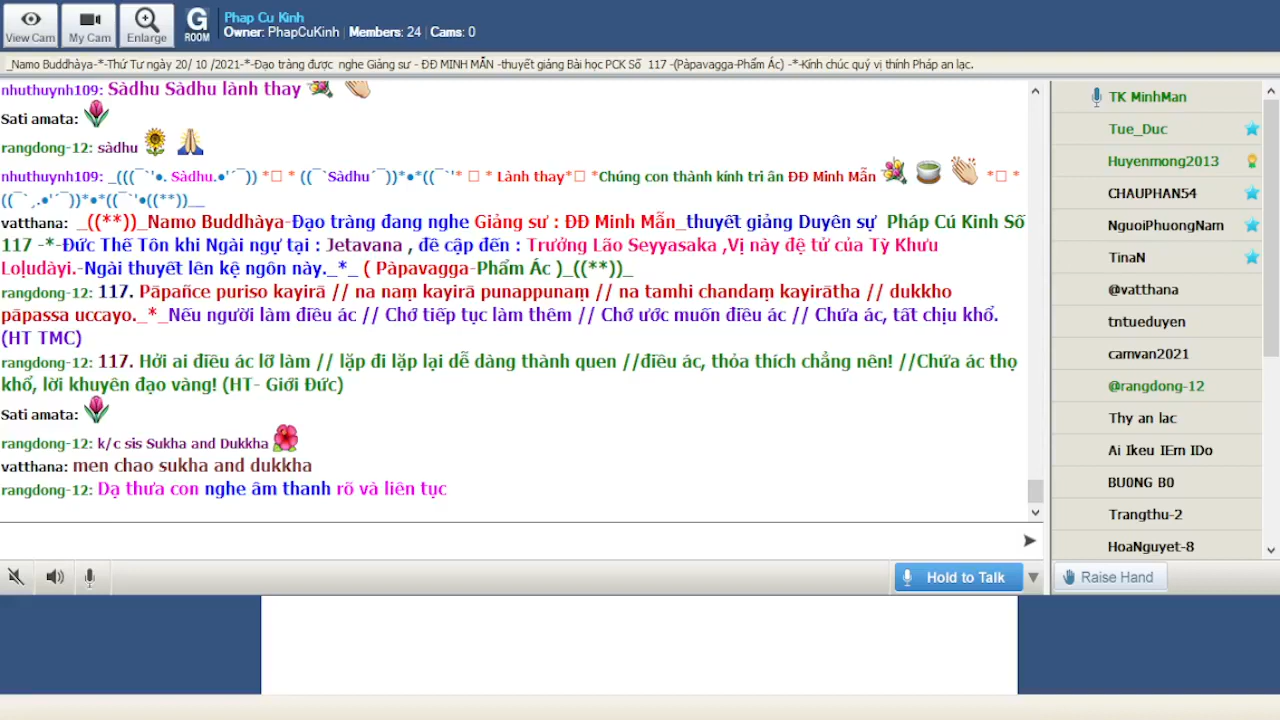 View Cam
My Cam
Enlarge
G
ROOM
Phap Cu Kinh
Owner: PhapCuKinh | Members: 24 | Cams: 0
_Namo Buddhàya-*-Thứ Tư ngày 20/ 10 /2021-*-Đạo tràng được nghe Giảng sư - ĐĐ MINH MẪN -thuyết giảng Bài học PCK Số 117 -(Pàpavagga-Phẩm Ác) -*-Kính chúc quý vị thính Pháp an lạc.
nhuthuynh109: Sàdhu Sàdhu lành thay
Sati amata:
rangdong-12: sàdhu
nhuthuynh109: _(((¯`'•. Sàdhu.•'´¯)) *□ * ((¯`Sàdhu´¯))*•*((¯`'* □ * Lành thay*□ *Chúng con thành kính tri ân ĐĐ Minh Mẫn *□ *
((¯`¸.•'´¯))*•*((¯`'•((**))__
vatthana: _((**))_Namo Buddhàya-Đạo tràng đang nghe Giảng sư : ĐĐ Minh Mẫn_thuyết giảng Duyên sự Pháp Cú Kinh Số
117 -*-Đức Thế Tôn khi Ngài ngự tại : Jetavana , đề cập đến : Trưởng Lão Seyyasaka ,Vị này đệ tử của Tỳ Khưu
Loḷudàyi.-Ngài thuyết lên kệ ngôn này._*_ ( Pàpavagga-Phẩm Ác )_((**))_
rangdong-12: 117. Pāpañce puriso kayirā // na naṃ kayirā punappunaṃ // na tamhi chandaṃ kayirātha // dukkho
pāpassa uccayo._*_Nếu người làm điều ác // Chớ tiếp tục làm thêm // Chớ ước muốn điều ác // Chứa ác, tất chịu khổ.
(HT TMC)
rangdong-12: 117. Hởi ai điều ác lỡ làm // lặp đi lặp lại dễ dàng thành quen //điều ác, thỏa thích chẳng nên! //Chứa ác thọ
khổ, lời khuyên đạo vàng! (HT- Giới Đức)
Sati amata:
rangdong-12: k/c sis Sukha and Dukkha
vatthana: men chao sukha and dukkha
rangdong-12: Dạ thưa con nghe âm thanh rõ và liên tục
Hold to Talk
TK MinhMan
Tue_Duc
Huyenmong2013
CHAUPHAN54
NguoiPhuongNam
TinaN
@vatthana
tntueduyen
camvan2021
@rangdong-12
Thy an lac
Ai Ikeu IEm IDo
BU0NG B0
Trangthu-2
HoaNguyet-8
Raise Hand